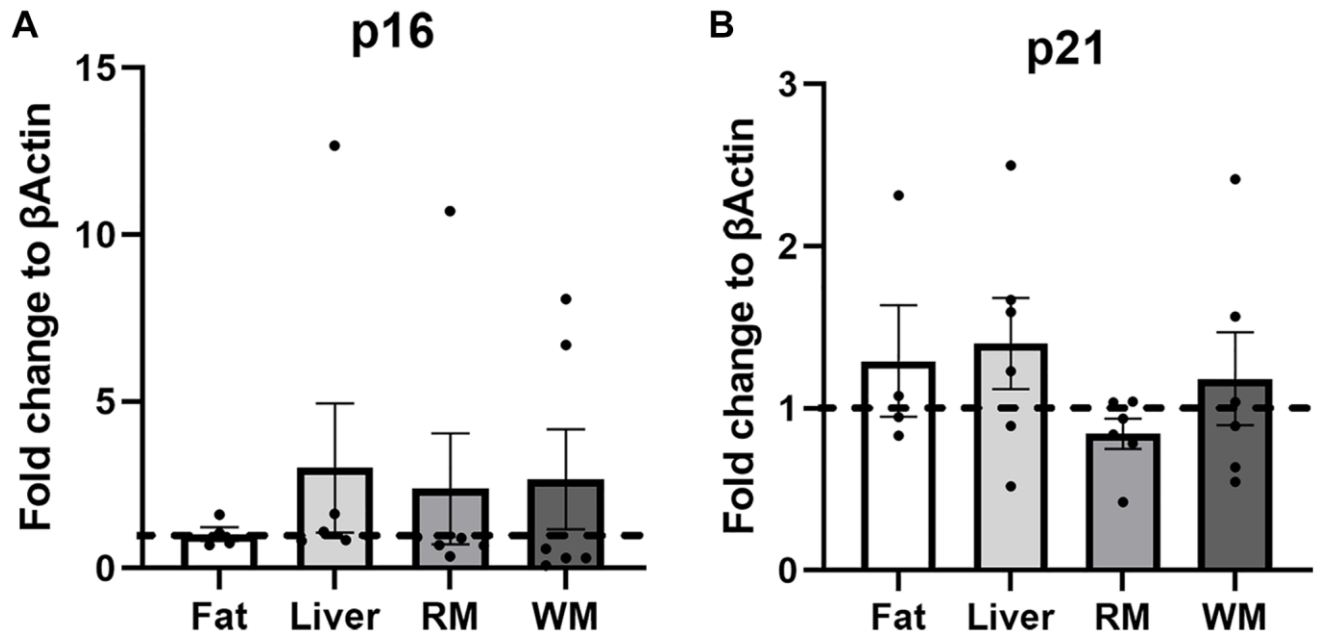 A
p16
Fold change to βActin
15
10
5
0
Fat Liver RM WM
B
p21
Fold change to βActin
3
2
1
0
Fat Liver RM WM